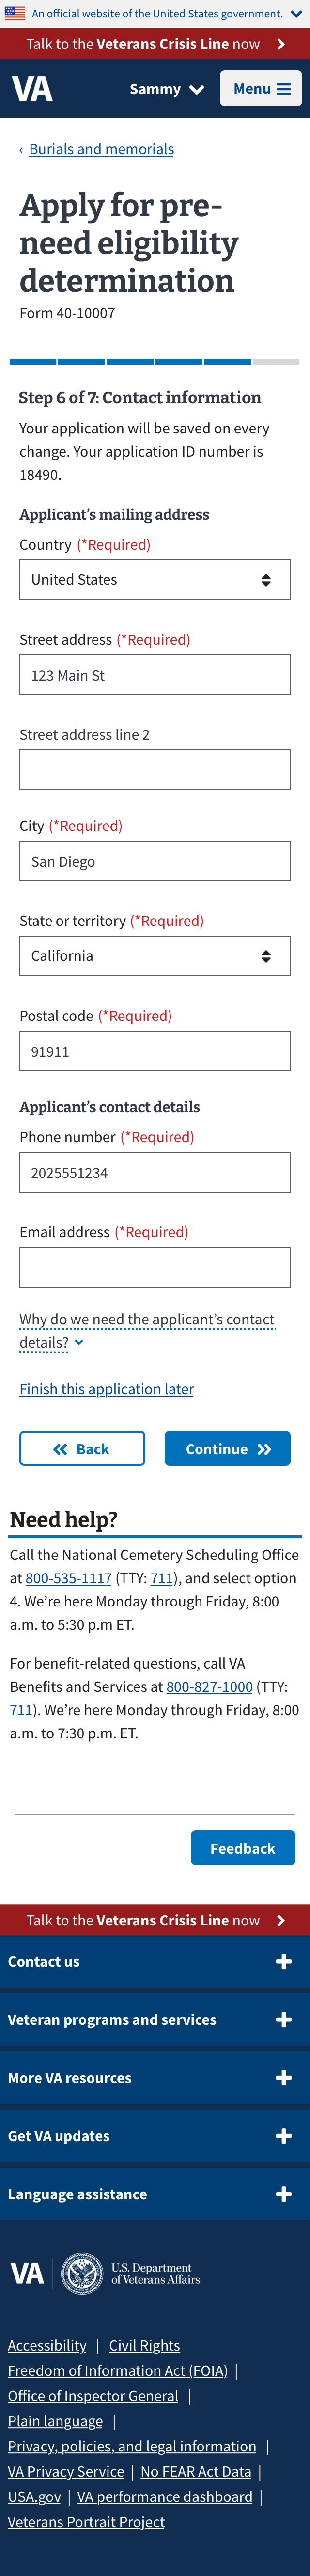 An official website of the United States government.
Talk to the Veterans Crisis Line now
VA
Sammy
Menu
‹ Burials and memorials
Apply for pre-
need eligibility
determination
Form 40-10007
Step 6 of 7: Contact information
Your application will be saved on every
change. Your application ID number is
18490.
Applicant’s mailing address
Country (*Required)
United States
Street address (*Required)
123 Main St
Street address line 2
City (*Required)
San Diego
State or territory (*Required)
California
Postal code (*Required)
91911
Applicant’s contact details
Phone number (*Required)
2025551234
Email address (*Required)
Why do we need the applicant’s contact
details?
Finish this application later
Back
Continue
Need help?
Call the National Cemetery Scheduling Office
at 800-535-1117 (TTY: 711), and select option
4. We’re here Monday through Friday, 8:00
a.m. to 5:30 p.m ET.
For benefit-related questions, call VA
Benefits and Services at 800-827-1000 (TTY:
711). We’re here Monday through Friday, 8:00
a.m. to 7:30 p.m. ET.
Feedback
Talk to the Veterans Crisis Line now
Contact us
Veteran programs and services
More VA resources
Get VA updates
Language assistance
VA
U.S. Department
of Veterans Affairs
Accessibility | Civil Rights
Freedom of Information Act (FOIA) |
Office of Inspector General |
Plain language |
Privacy, policies, and legal information |
VA Privacy Service | No FEAR Act Data |
USA.gov | VA performance dashboard |
Veterans Portrait Project